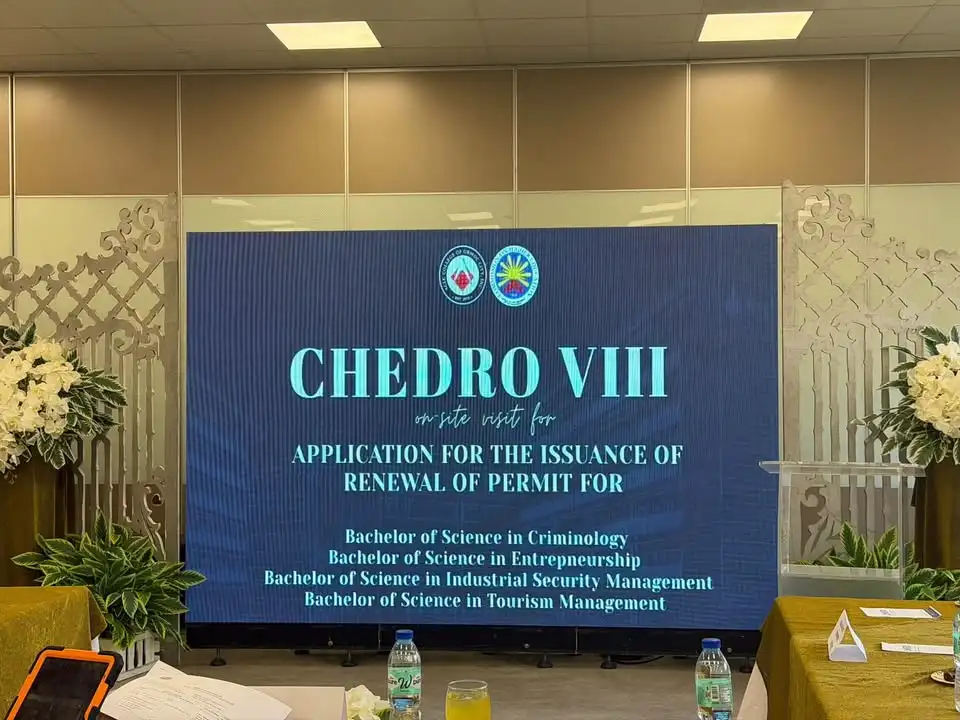 CHEDRO VIII
on-site visit for
APPLICATION FOR THE ISSUANCE OF
RENEWAL OF PERMIT FOR
Bachelor of Science in Criminology
Bachelor of Science in Entrepneurship
Bachelor of Science in Industrial Security Management
Bachelor of Science in Tourism Management